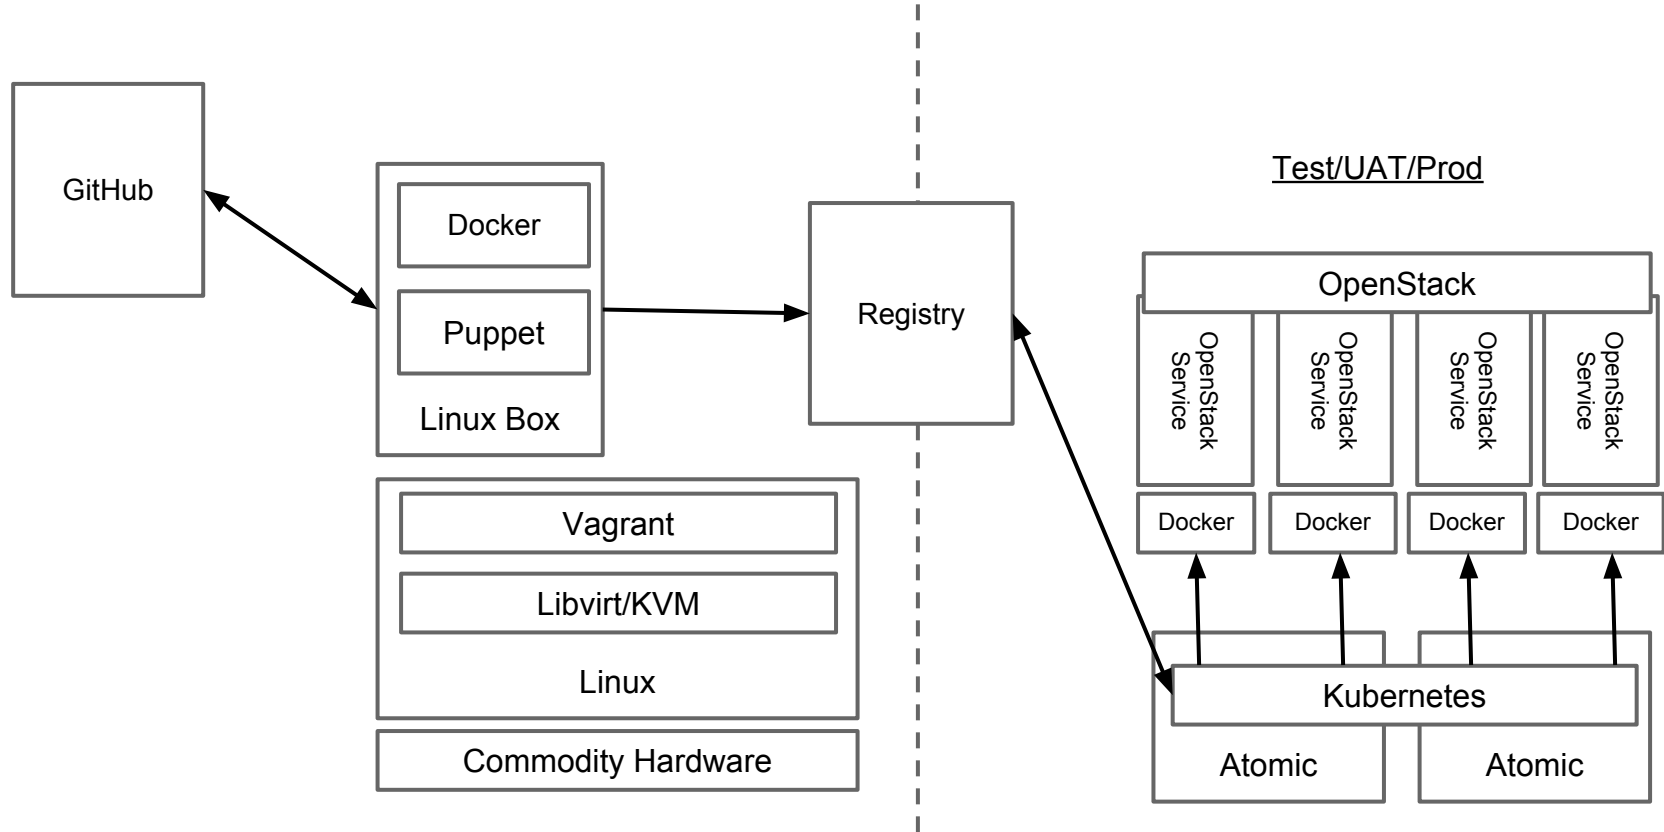 GitHub
Docker
Puppet
Linux Box
Vagrant
Libvirt/KVM
Linux
Commodity Hardware
Registry
Test/UAT/Prod
OpenStack
OpenStack
Service
OpenStack
Service
OpenStack
Service
OpenStack
Service
Docker
Docker
Docker
Docker
Kubernetes
Atomic
Atomic